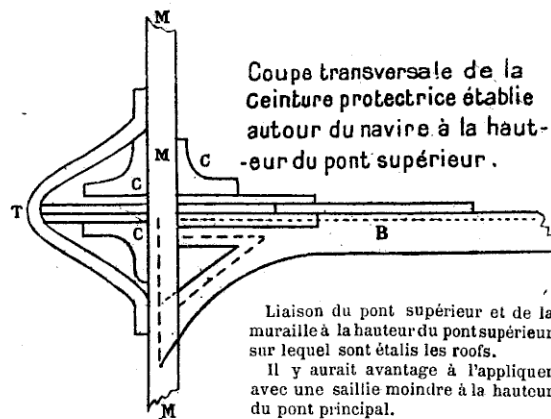 M
Coupe transversale de la
Ceinture protectrice établie
autour du navire à la haut-
-eur du pont supérieur.
M
C
C
T
C
B
Liaison du pont supérieur et de la
muraille à la hauteur du pont supérieur
sur lequel sont étalis les roofs.
Il y aurait avantage à l'appliquer
avec une saillie moindre à la hauteur
du pont principal.
M